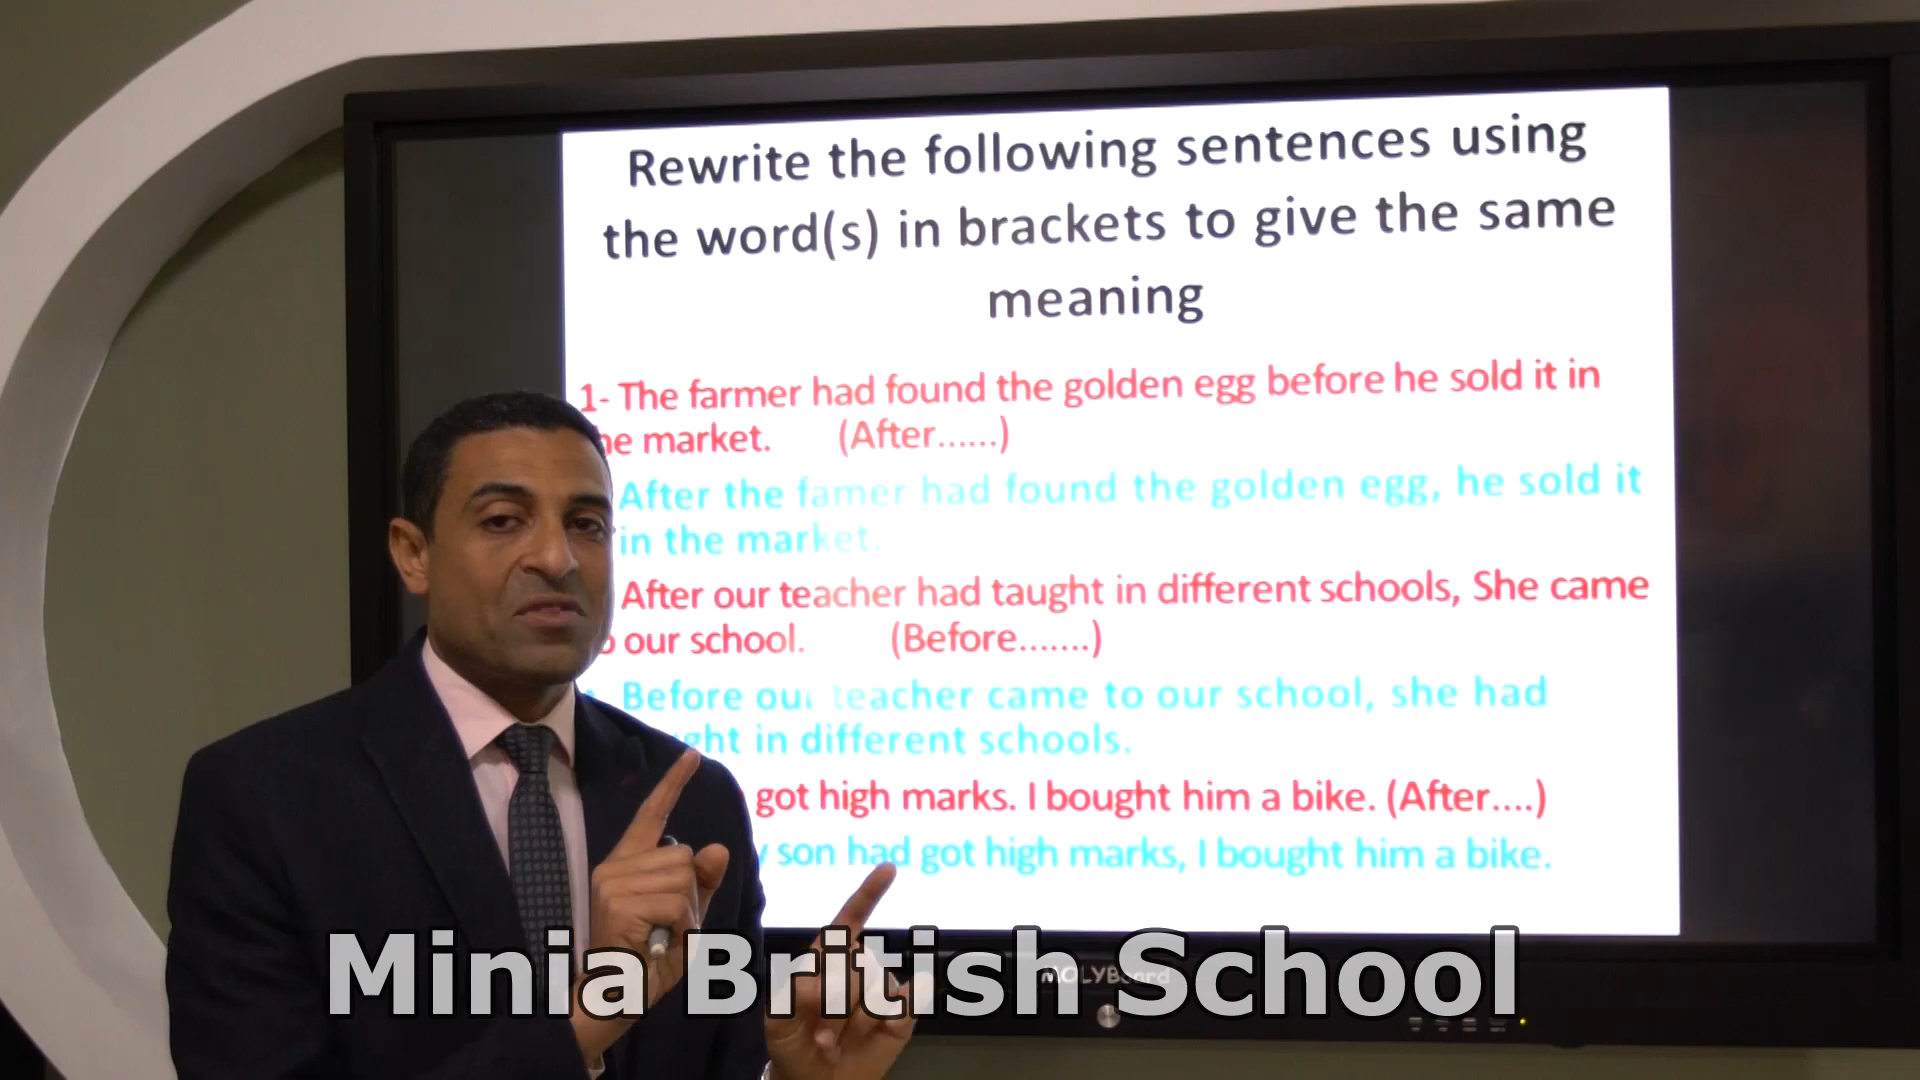 Rewrite the following sentences using
the word(s) in brackets to give the same
meaning
1- The farmer had found the golden egg before he sold it in
he market. (After......)
After the famer had found the golden egg, he sold it
in the market.
After our teacher had taught in different schools, She came
o our school. (Before.......)
Before our teacher came to our school, she had
ght in different schools.
got high marks. I bought him a bike. (After....)
y son had got high marks, I bought him a bike.
Minia British School
MOLYBoard